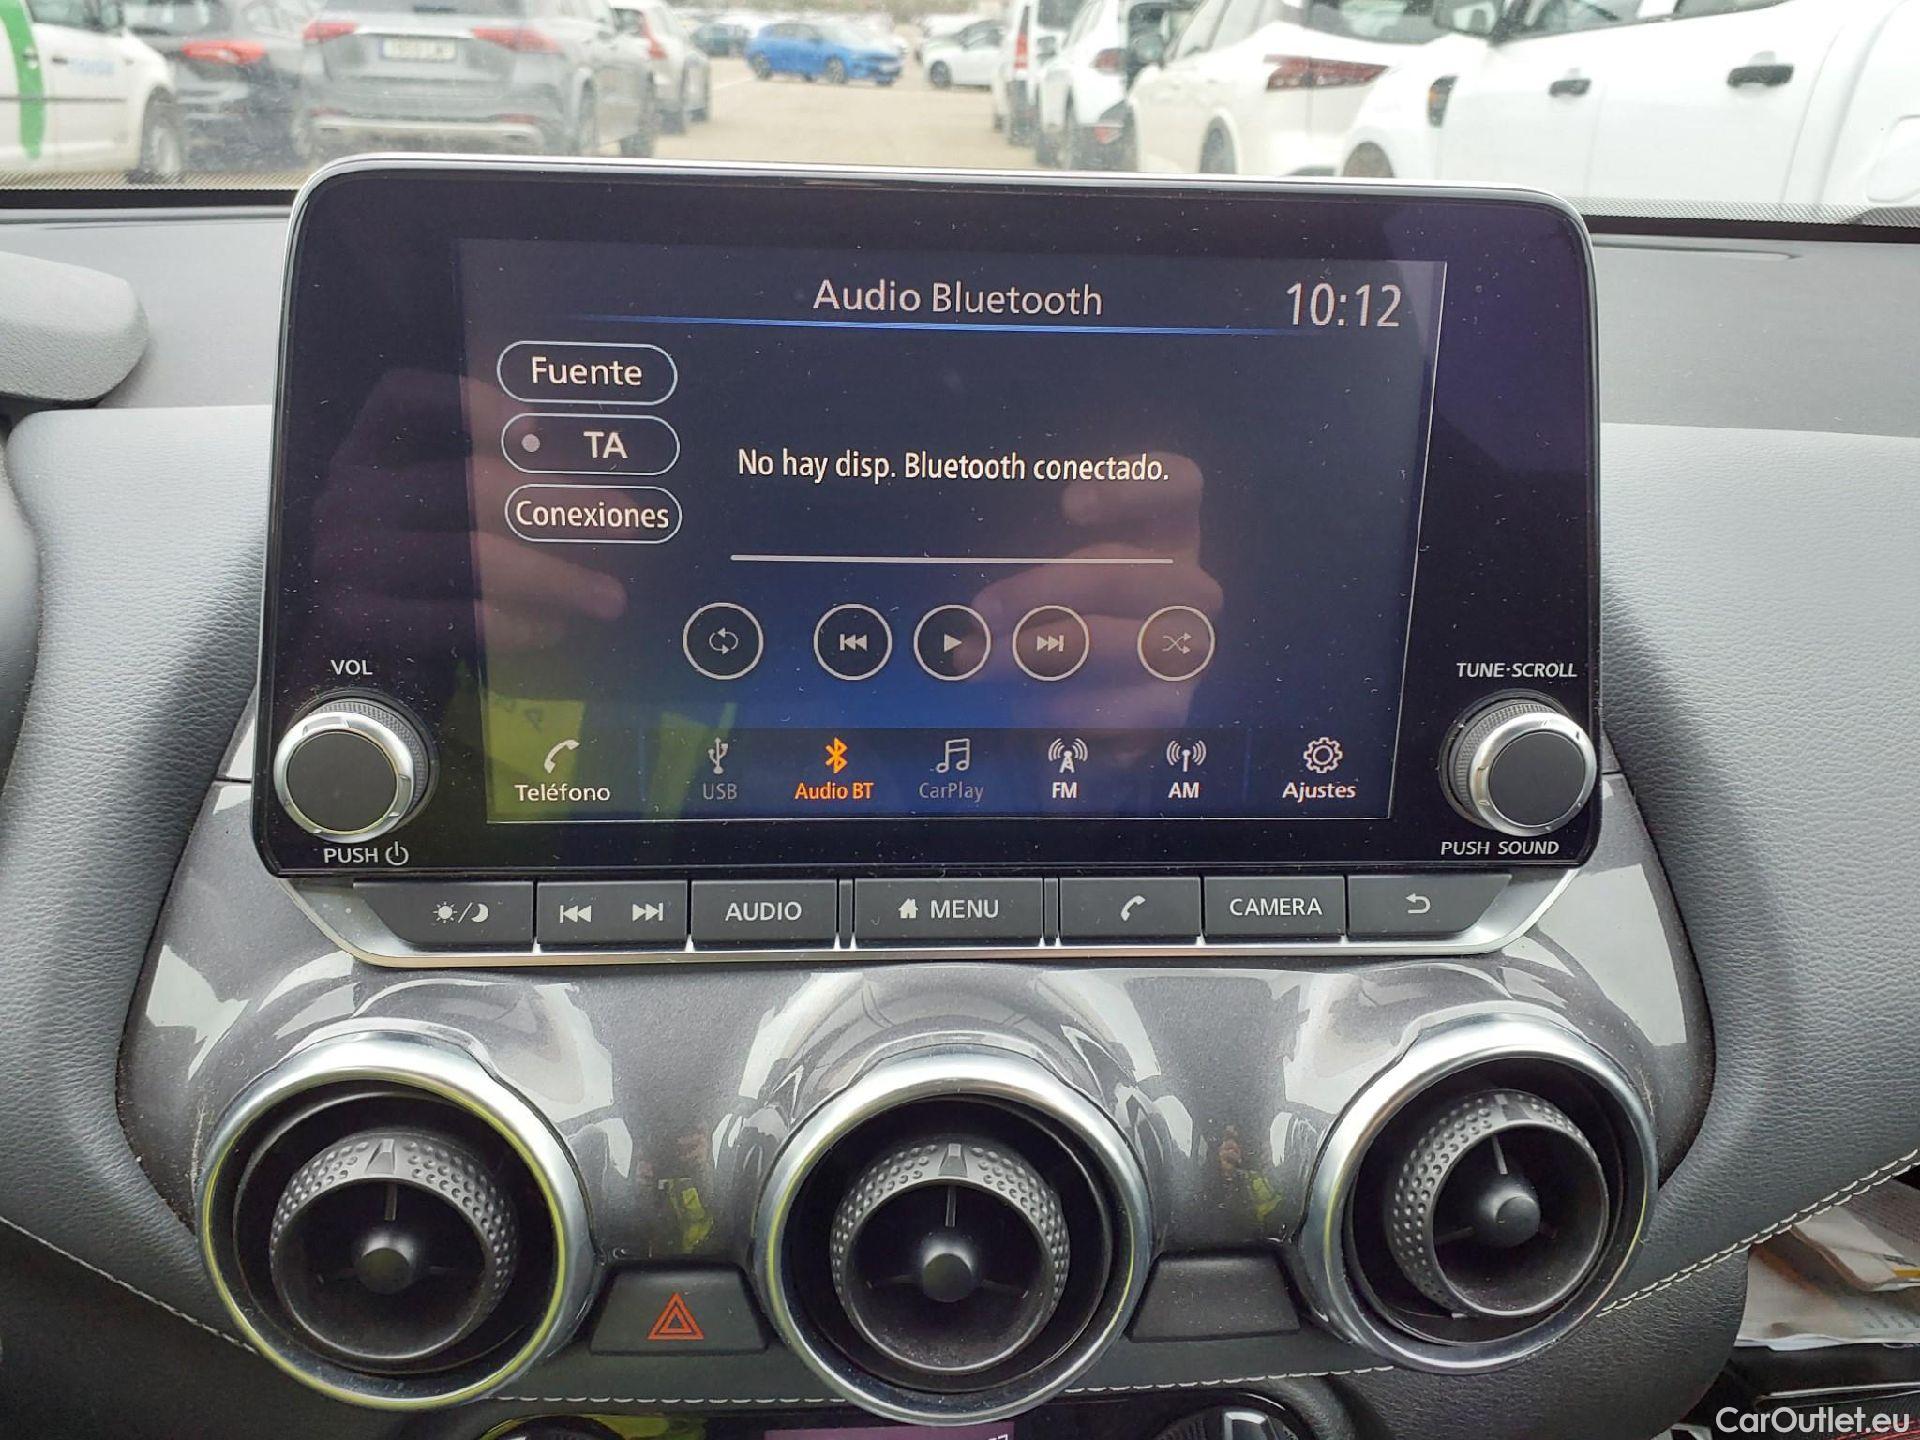 Audio Bluetooth 10:12
Fuente
TA
No hay disp. Bluetooth conectado.
Conexiones
VOL
TUNE·SCROLL
Teléfono USB Audio BT CarPlay FM AM Ajustes
PUSH
PUSH SOUND
AUDIO MENU CAMERA
CarOutlet.eu